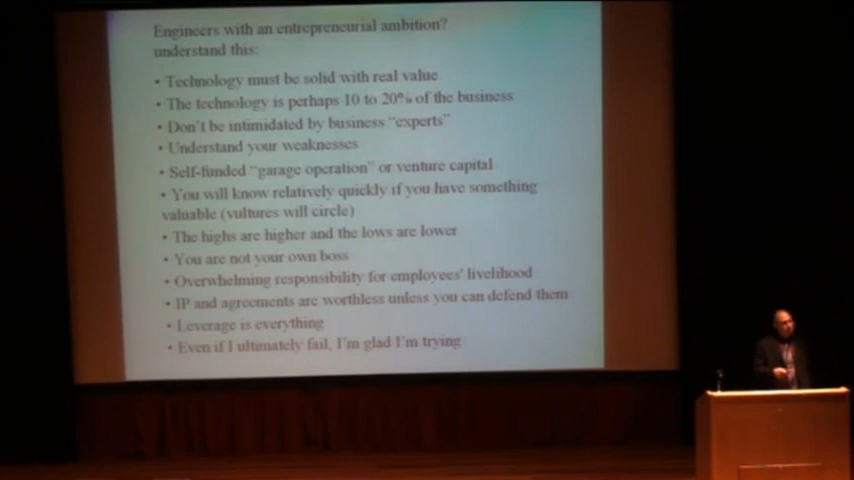 Engineers with an entrepreneurial ambition?
understand this:
• Technology must be solid with real value
• The technology is perhaps 10 to 20% of the business
• Don't be intimidated by business “experts”
• Understand your weaknesses
• Self-funded “garage operation” or venture capital
• You will know relatively quickly if you have something
valuable (vultures will circle)
• The highs are higher and the lows are lower
• You are not your own boss
• Overwhelming responsibility for employees' livelihood
• IP and agreements are worthless unless you can defend them
• Leverage is everything
• Even if I ultimately fail, I'm glad I'm trying